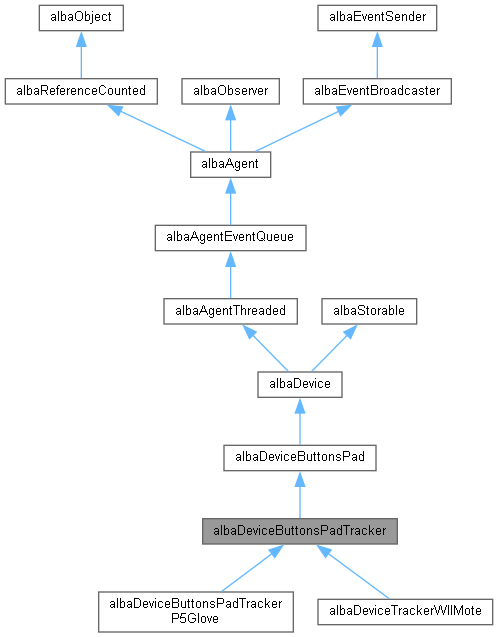 albaObject
albaEventSender
albaReferenceCounted
albaObserver
albaEventBroadcaster
albaAgent
albaAgentEventQueue
albaAgentThreaded
albaStorable
albaDevice
albaDeviceButtonsPad
albaDeviceButtonsPadTracker
albaDeviceButtonsPadTracker
P5Glove
albaDeviceTrackerWIIMote